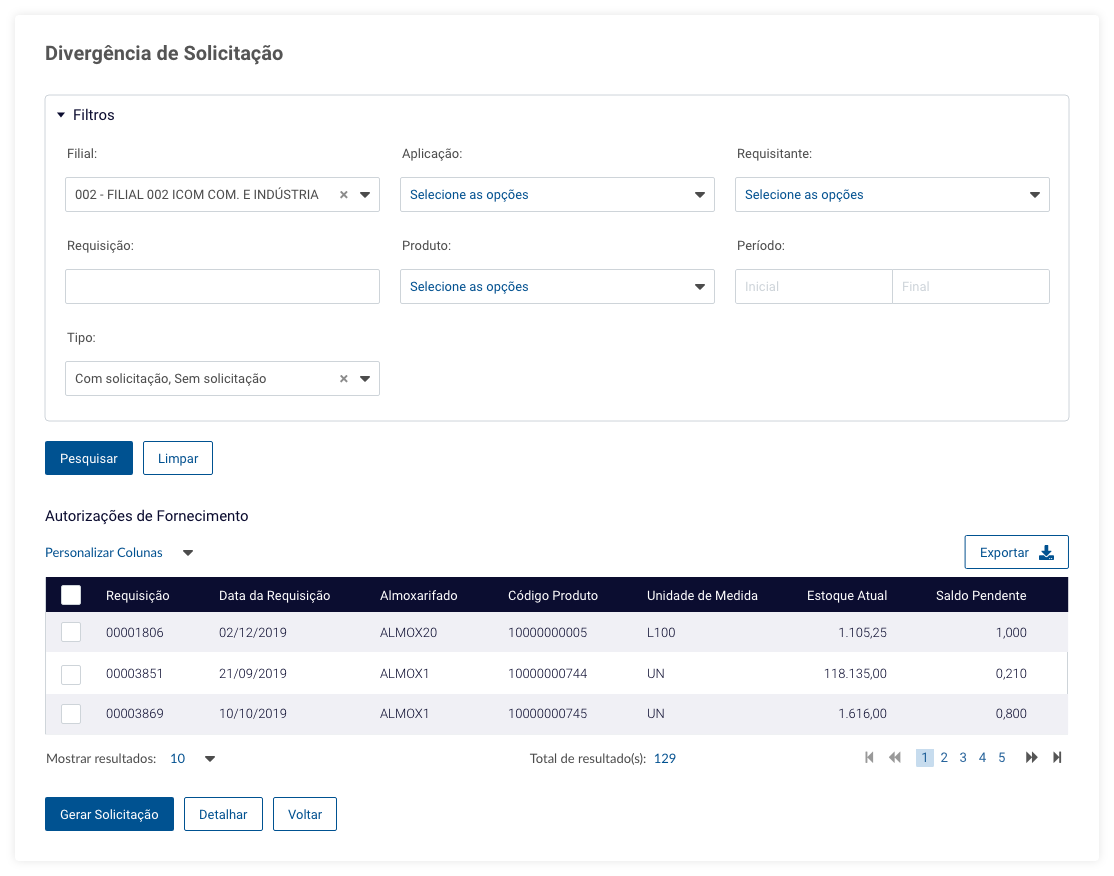 Divergência de Solicitação
Filtros
Filial: Aplicação: Requisitante:
002 - FILIAL 002 ICOM COM. E INDÚSTRIA × Selecione as opções Selecione as opções
Requisição: Produto: Período:
Selecione as opções Inicial Final
Tipo:
Com solicitação, Sem solicitação ×
Pesquisar Limpar
Autorizações de Fornecimento
Personalizar Colunas Exportar
Requisição Data da Requisição Almoxarifado Código Produto Unidade de Medida Estoque Atual Saldo Pendente
00001806 02/12/2019 ALMOX20 10000000005 L100 1.105,25 1,000
00003851 21/09/2019 ALMOX1 10000000744 UN 118.135,00 0,210
00003869 10/10/2019 ALMOX1 10000000745 UN 1.616,00 0,800
Mostrar resultados: 10 Total de resultado(s): 129 1 2 3 4 5
Gerar Solicitação Detalhar Voltar